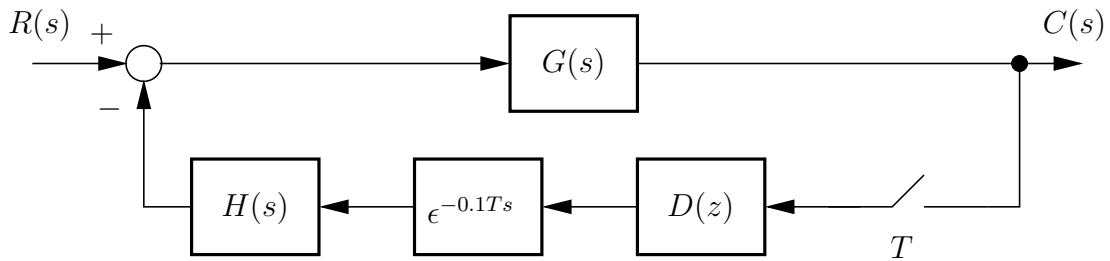 R(s)
+
G(s)
C(s)
−
H(s)
ϵ^{−0.1Ts}
D(z)
T